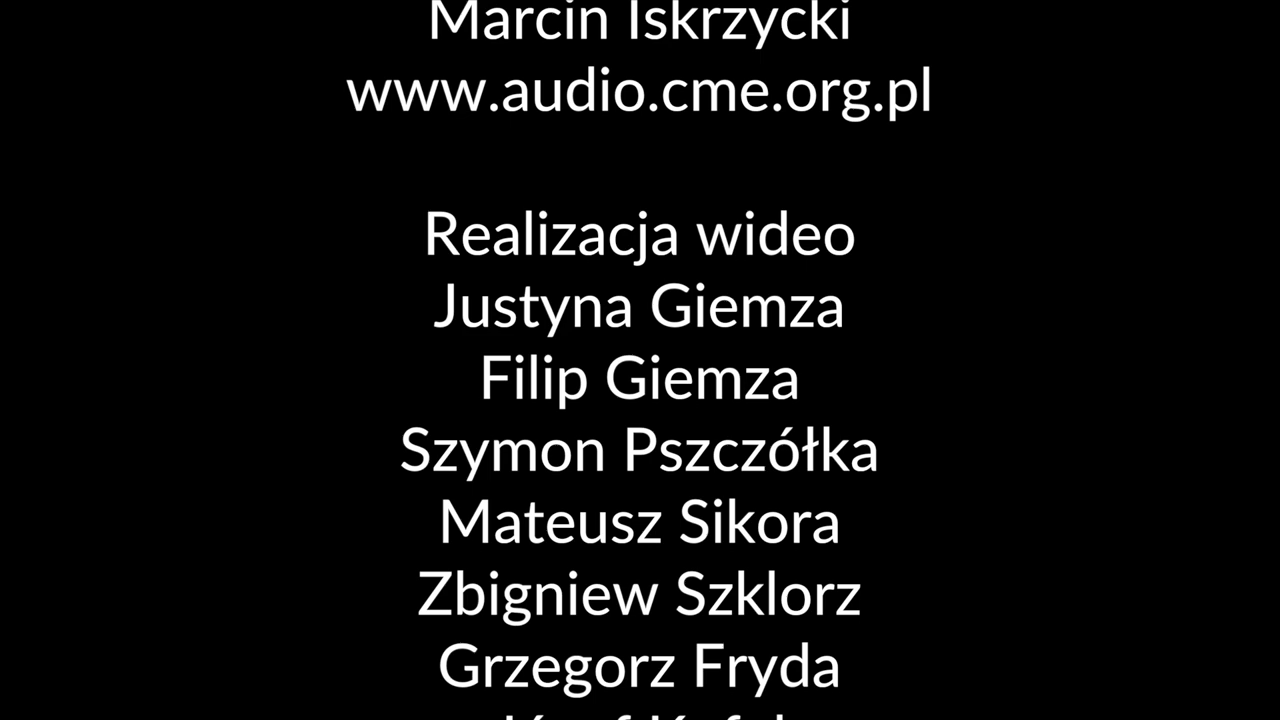 Marcin Iskrzycki
www.audio.cme.org.pl
Realizacja wideo
Justyna Giemza
Filip Giemza
Szymon Pszczółka
Mateusz Sikora
Zbigniew Szklorz
Grzegorz Fryda